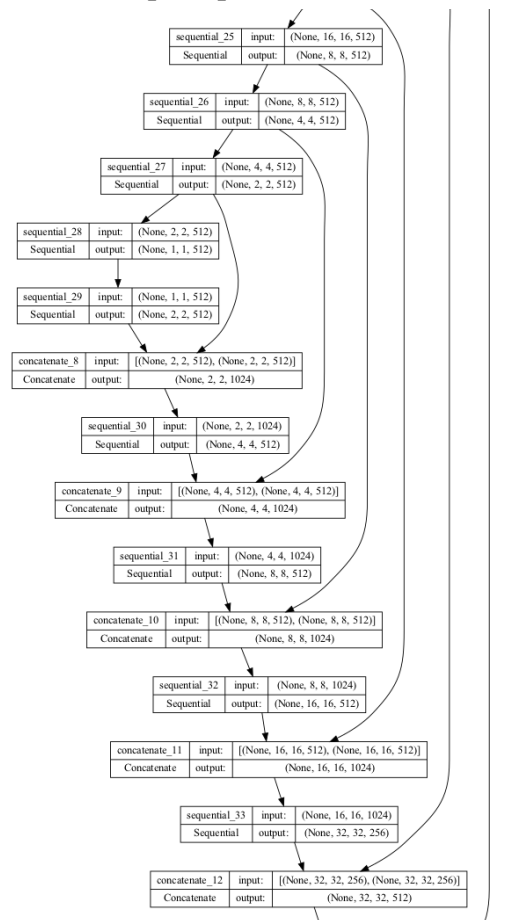 sequential_25 input: (None, 16, 16, 512)
Sequential output: (None, 8, 8, 512)
sequential_26 input: (None, 8, 8, 512)
Sequential output: (None, 4, 4, 512)
sequential_27 input: (None, 4, 4, 512)
Sequential output: (None, 2, 2, 512)
sequential_28 input: (None, 2, 2, 512)
Sequential output: (None, 1, 1, 512)
sequential_29 input: (None, 1, 1, 512)
Sequential output: (None, 2, 2, 512)
concatenate_8 input: [(None, 2, 2, 512), (None, 2, 2, 512)]
Concatenate output: (None, 2, 2, 1024)
sequential_30 input: (None, 2, 2, 1024)
Sequential output: (None, 4, 4, 512)
concatenate_9 input: [(None, 4, 4, 512), (None, 4, 4, 512)]
Concatenate output: (None, 4, 4, 1024)
sequential_31 input: (None, 4, 4, 1024)
Sequential output: (None, 8, 8, 512)
concatenate_10 input: [(None, 8, 8, 512), (None, 8, 8, 512)]
Concatenate output: (None, 8, 8, 1024)
sequential_32 input: (None, 8, 8, 1024)
Sequential output: (None, 16, 16, 512)
concatenate_11 input: [(None, 16, 16, 512), (None, 16, 16, 512)]
Concatenate output: (None, 16, 16, 1024)
sequential_33 input: (None, 16, 16, 1024)
Sequential output: (None, 32, 32, 256)
concatenate_12 input: [(None, 32, 32, 256), (None, 32, 32, 256)]
Concatenate output: (None, 32, 32, 512)